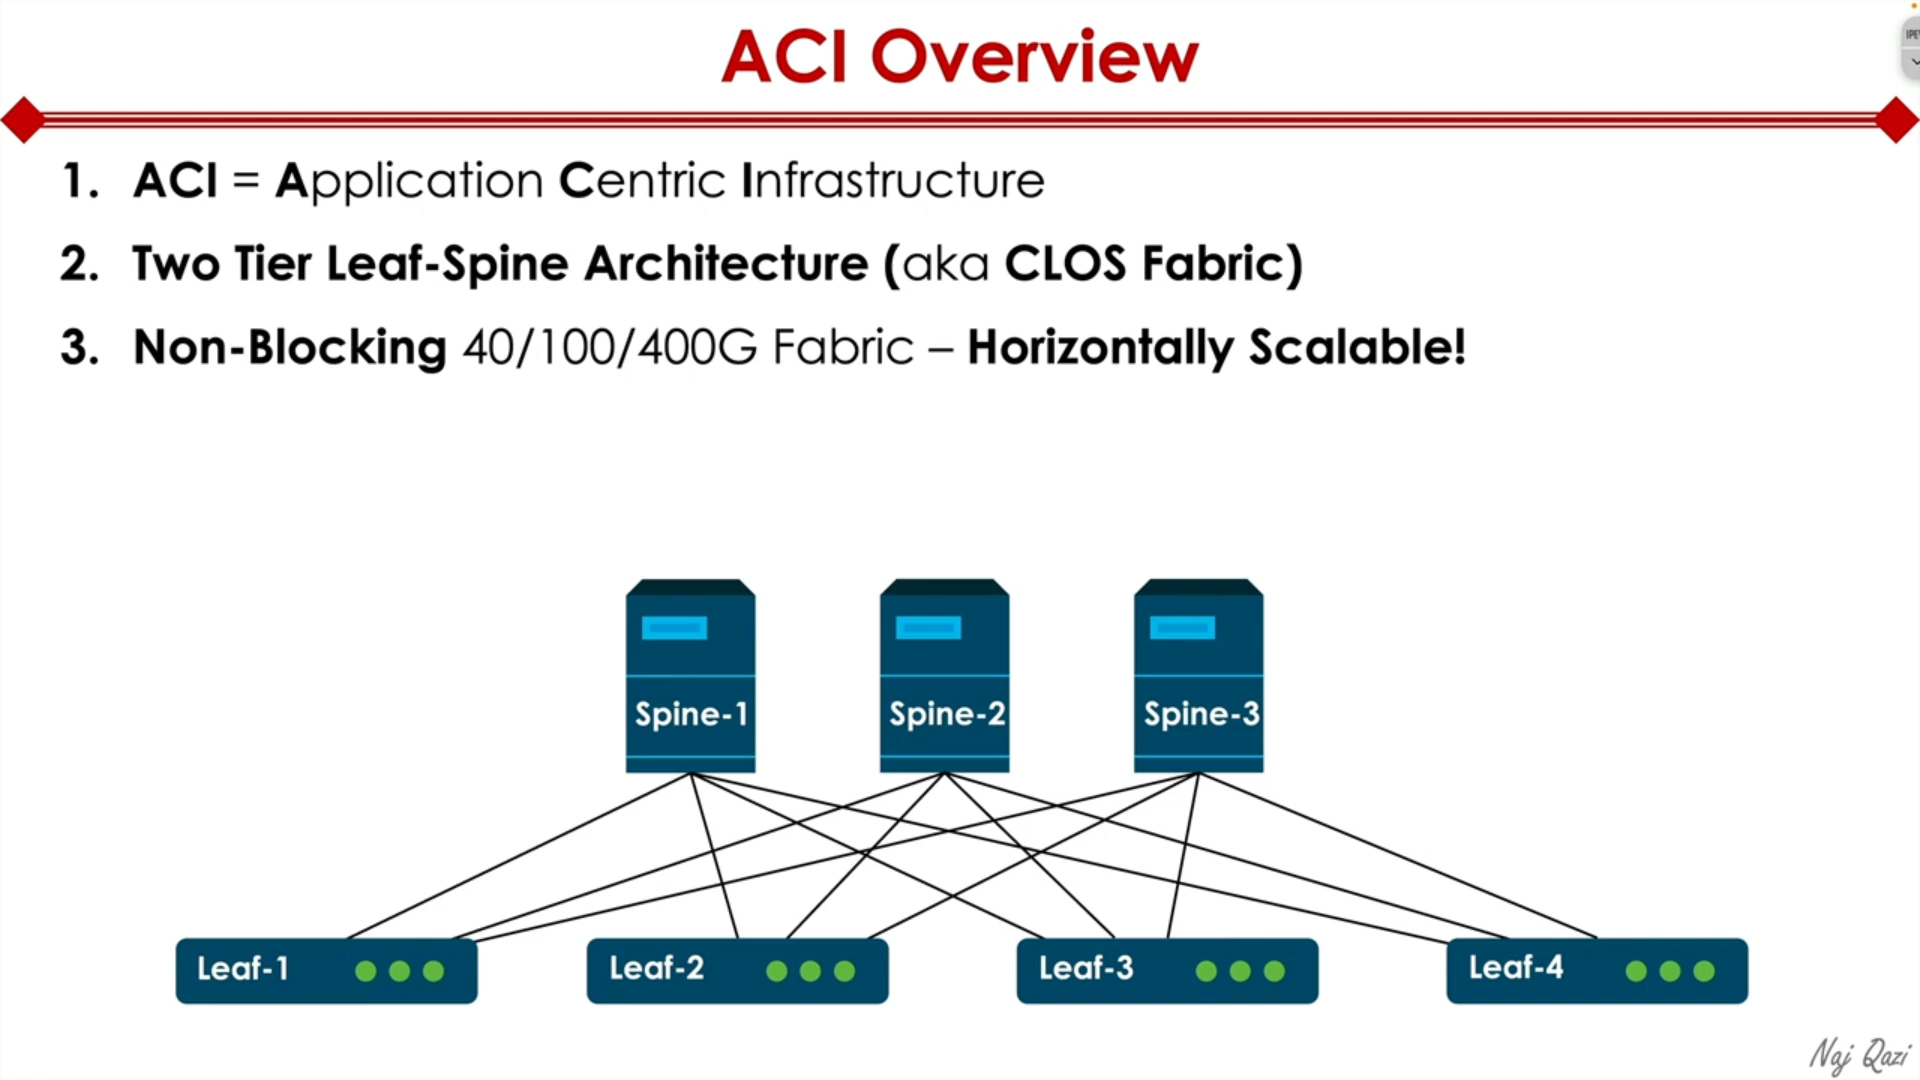 ACI Overview
1. ACI = Application Centric Infrastructure
2. Two Tier Leaf-Spine Architecture (aka CLOS Fabric)
3. Non-Blocking 40/100/400G Fabric – Horizontally Scalable!
Spine-1
Spine-2
Spine-3
Leaf-1
Leaf-2
Leaf-3
Leaf-4
Naj Qazi